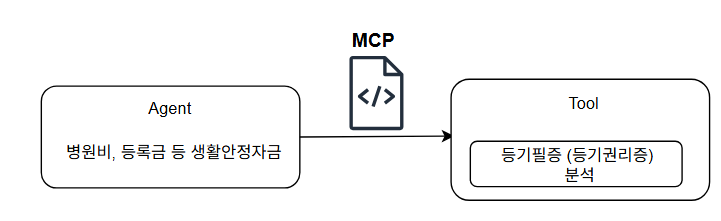 MCP
</>
Agent
병원비, 등록금 등 생활안정자금
Tool
등기필증 (등기권리증)
분석